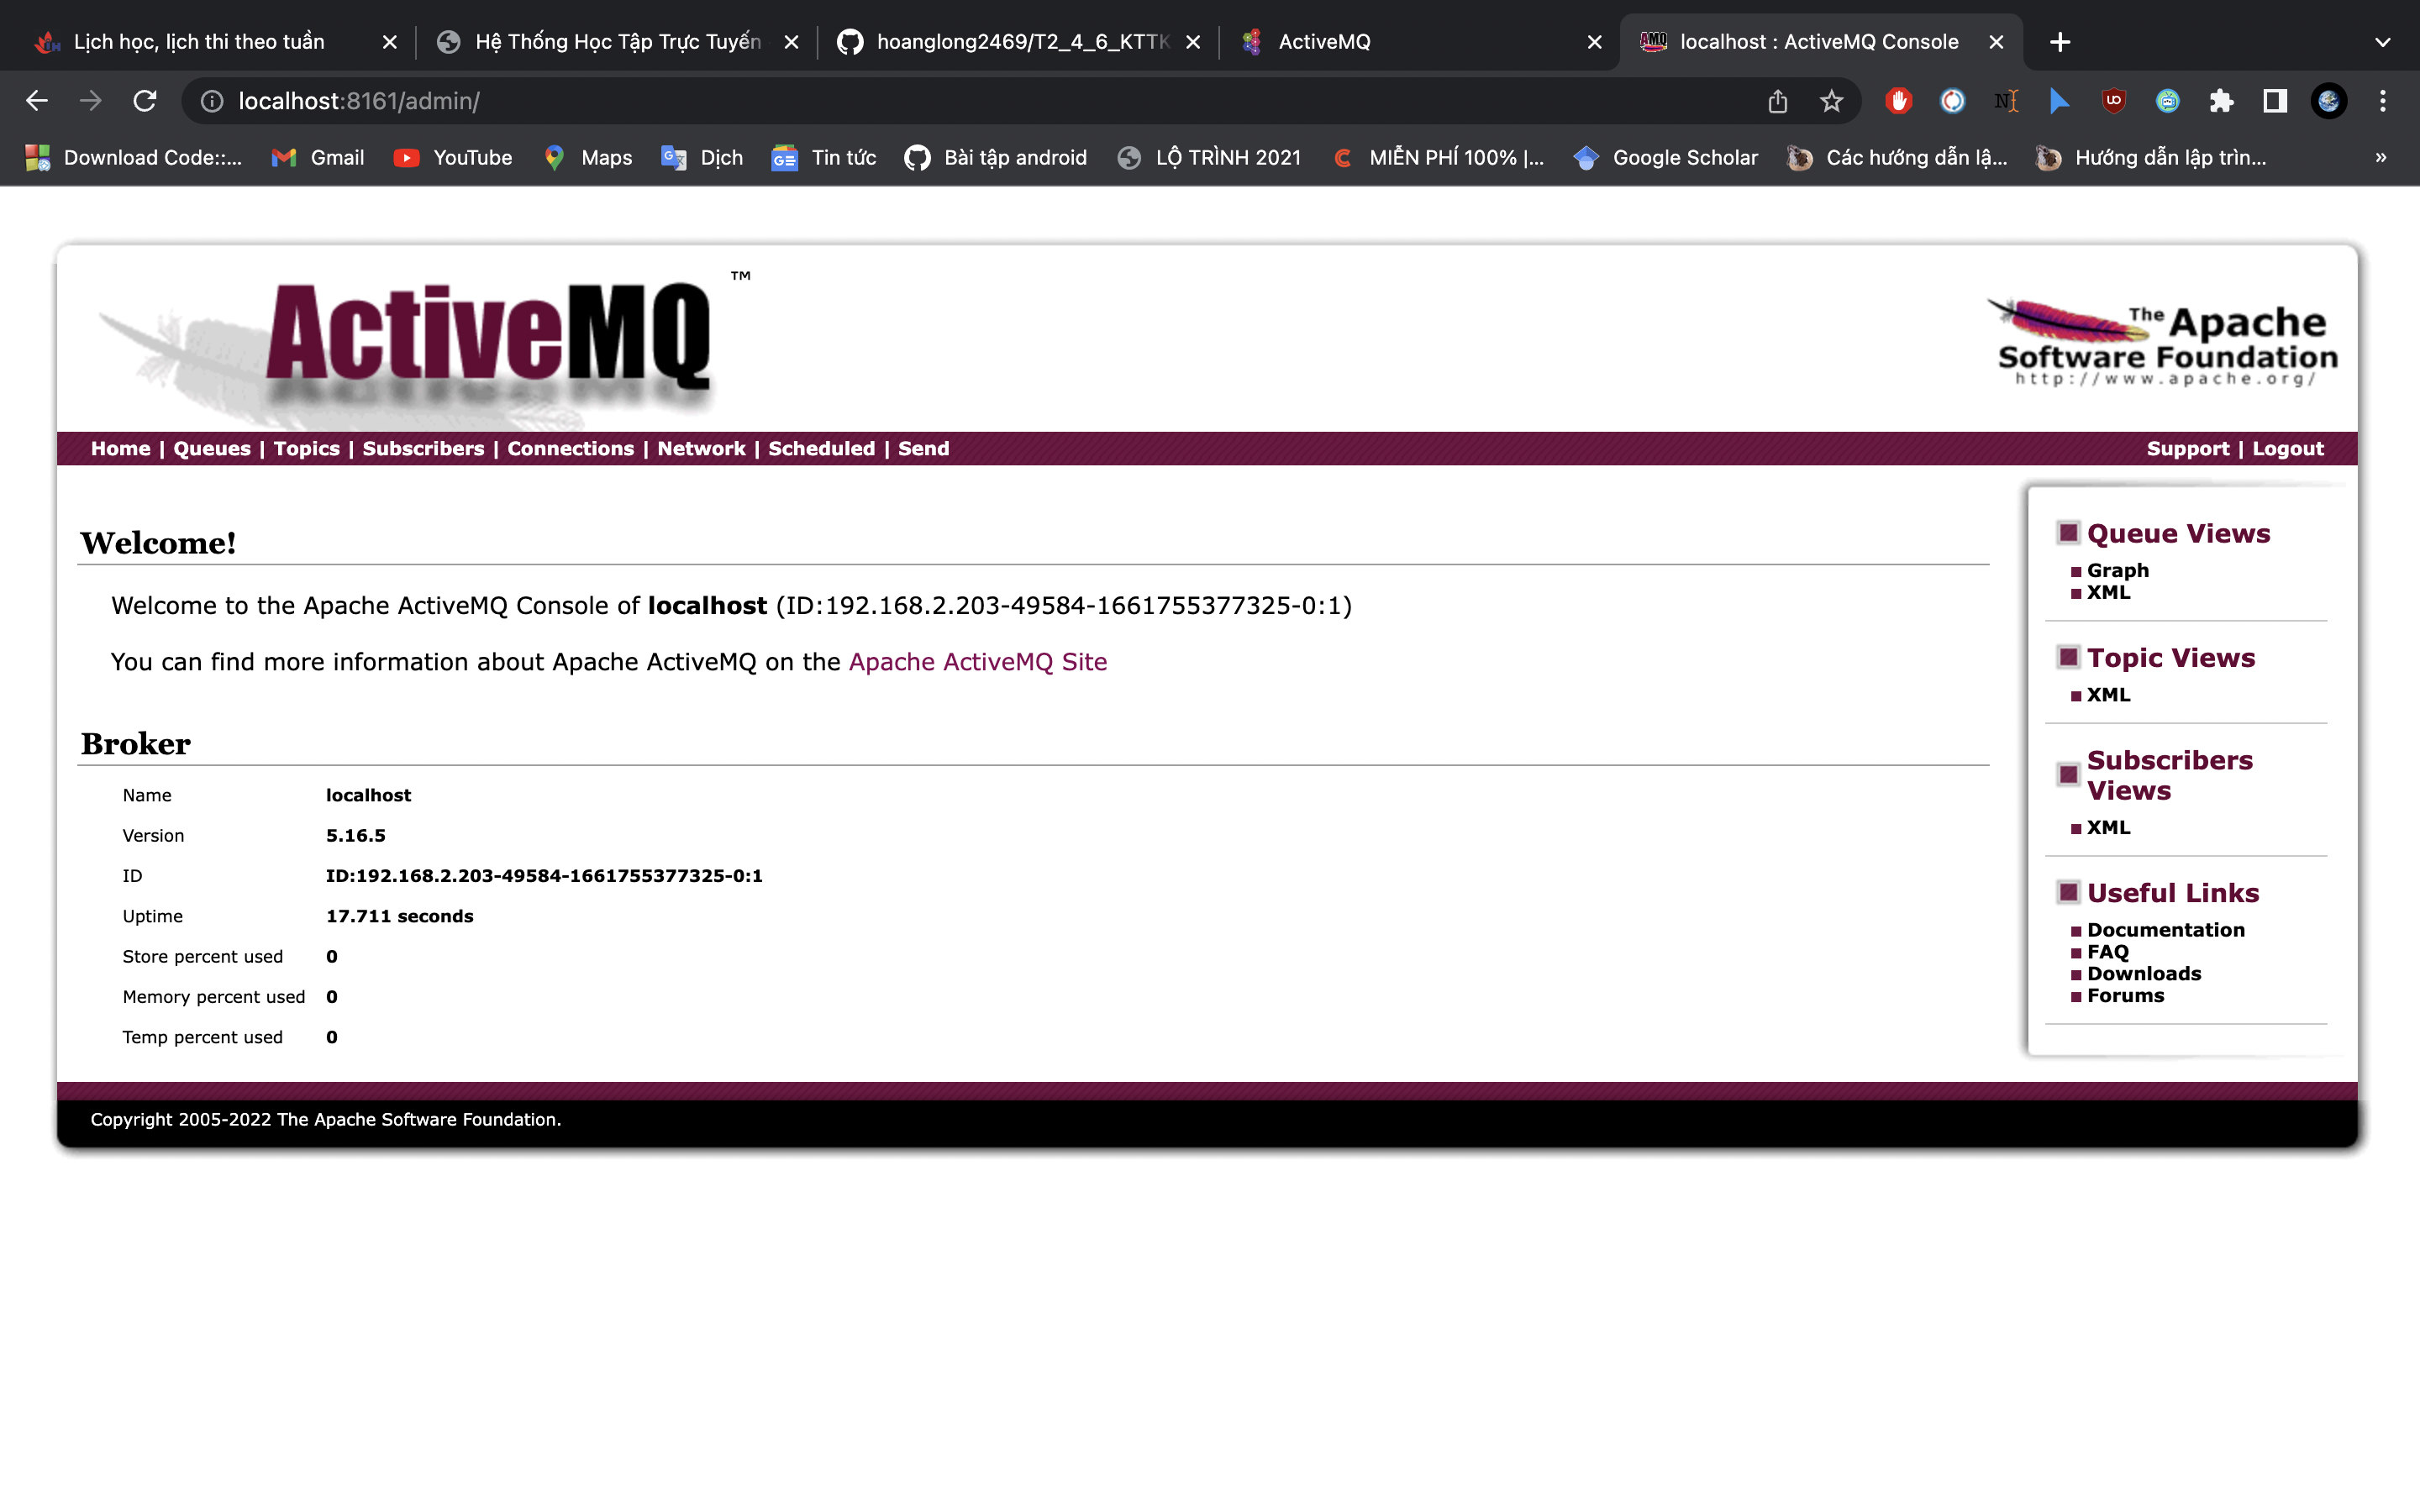 Lịch học, lịch thi theo tuần
Hệ Thống Học Tập Trực Tuyến
hoanglong2469/T2_4_6_KTTK
ActiveMQ
localhost : ActiveMQ Console
localhost:8161/admin/
Download Code::...
Gmail
YouTube
Maps
Dịch
Tin tức
Bài tập android
LỘ TRÌNH 2021
MIỄN PHÍ 100% |...
Google Scholar
Các hướng dẫn lậ...
Hướng dẫn lập trìn...
»
ActiveMQ ™
The Apache
Software Foundation
http://www.apache.org/
Home | Queues | Topics | Subscribers | Connections | Network | Scheduled | Send
Support | Logout
Welcome!
Welcome to the Apache ActiveMQ Console of localhost (ID:192.168.2.203-49584-1661755377325-0:1)
You can find more information about Apache ActiveMQ on the Apache ActiveMQ Site
Broker
Name localhost
Version 5.16.5
ID ID:192.168.2.203-49584-1661755377325-0:1
Uptime 17.711 seconds
Store percent used 0
Memory percent used 0
Temp percent used 0
Queue Views
Graph
XML
Topic Views
XML
Subscribers
Views
XML
Useful Links
Documentation
FAQ
Downloads
Forums
Copyright 2005-2022 The Apache Software Foundation.